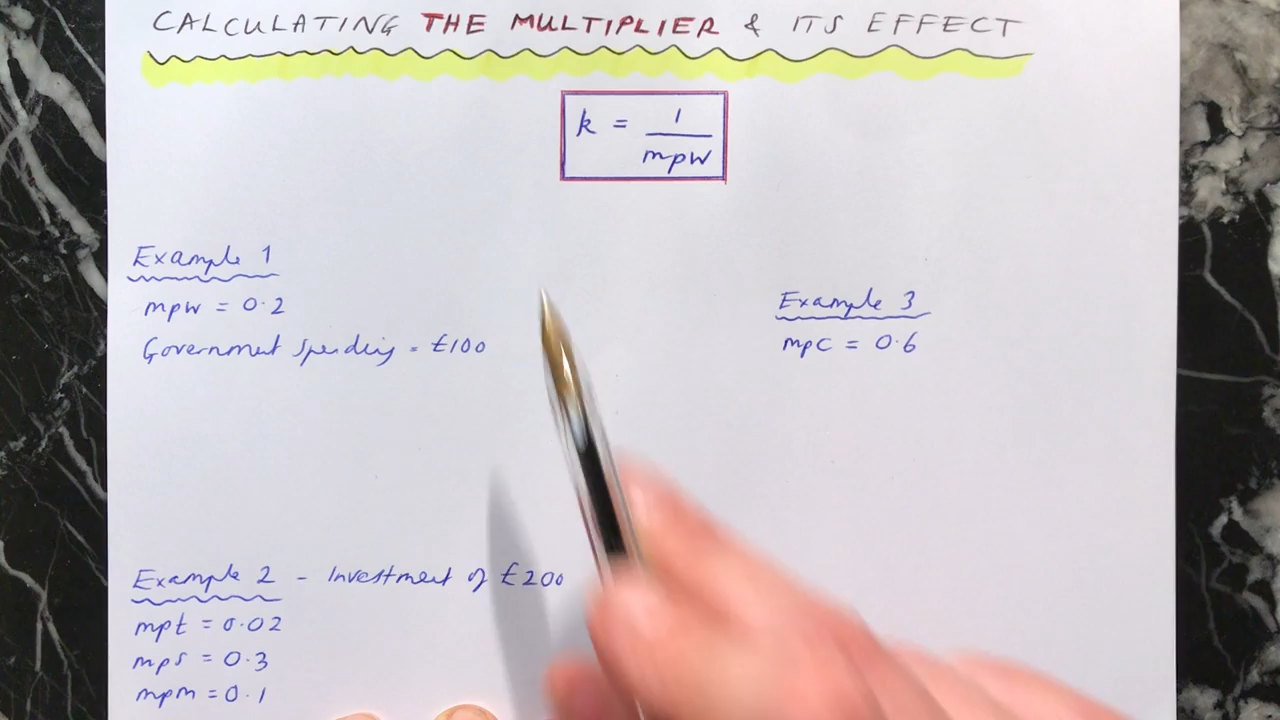 CALCULATING THE MULTIPLIER & ITS EFFECT
k = 1 / mpw
Example 1
mpw = 0.2
Government Spending = £100
Example 3
mpc = 0.6
Example 2 - Investment of £200
mpt = 0.02
mps = 0.3
mpm = 0.1